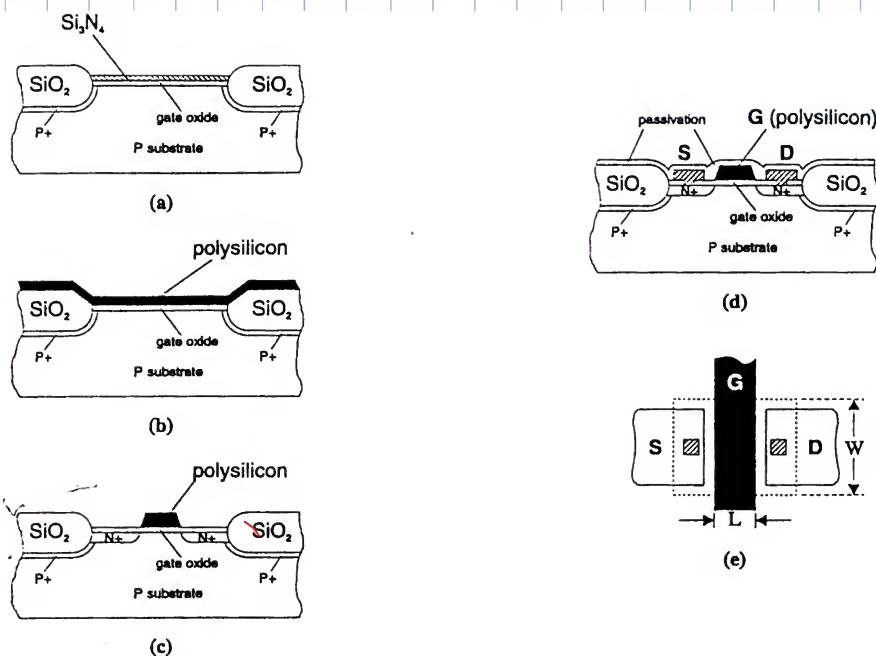 Si₃N₄
SiO₂ SiO₂
gate oxide
P+ P+
P substrate
(a)
polysilicon
SiO₂ SiO₂
gate oxide
P+ P+
P substrate
(b)
polysilicon
SiO₂ SiO₂
N+ N+
gate oxide
P+ P+
P substrate
(c)
passivation G (polysilicon)
S D
SiO₂ SiO₂
N+ N+
gate oxide
P+ P+
P substrate
(d)
G
S D W
L
(e)